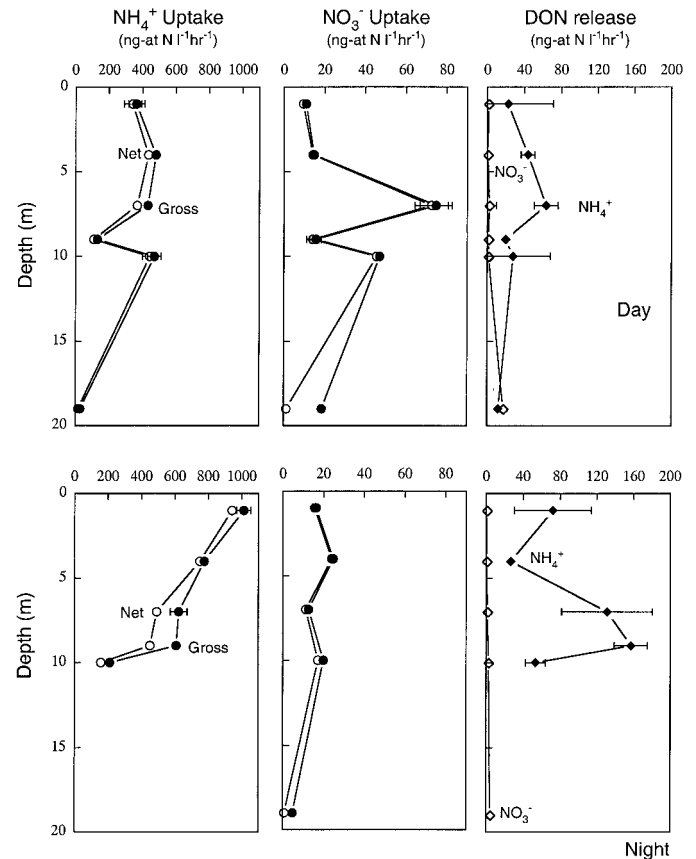 NH₄⁺ Uptake NO₃⁻ Uptake DON release
(ng-at N l⁻¹hr⁻¹) (ng-at N l⁻¹hr⁻¹) (ng-at N l⁻¹hr⁻¹)
0 200 400 600 800 1000 0 20 40 60 80 0 40 80 120 160 200
0
5
10
15
20
Depth (m)
Net
Gross
NO₃⁻
NH₄⁺
Day
0 200 400 600 800 1000 0 20 40 60 80 0 40 80 120 160 200
0
5
10
15
20
Depth (m)
Net
Gross
NH₄⁺
NO₃⁻
Night